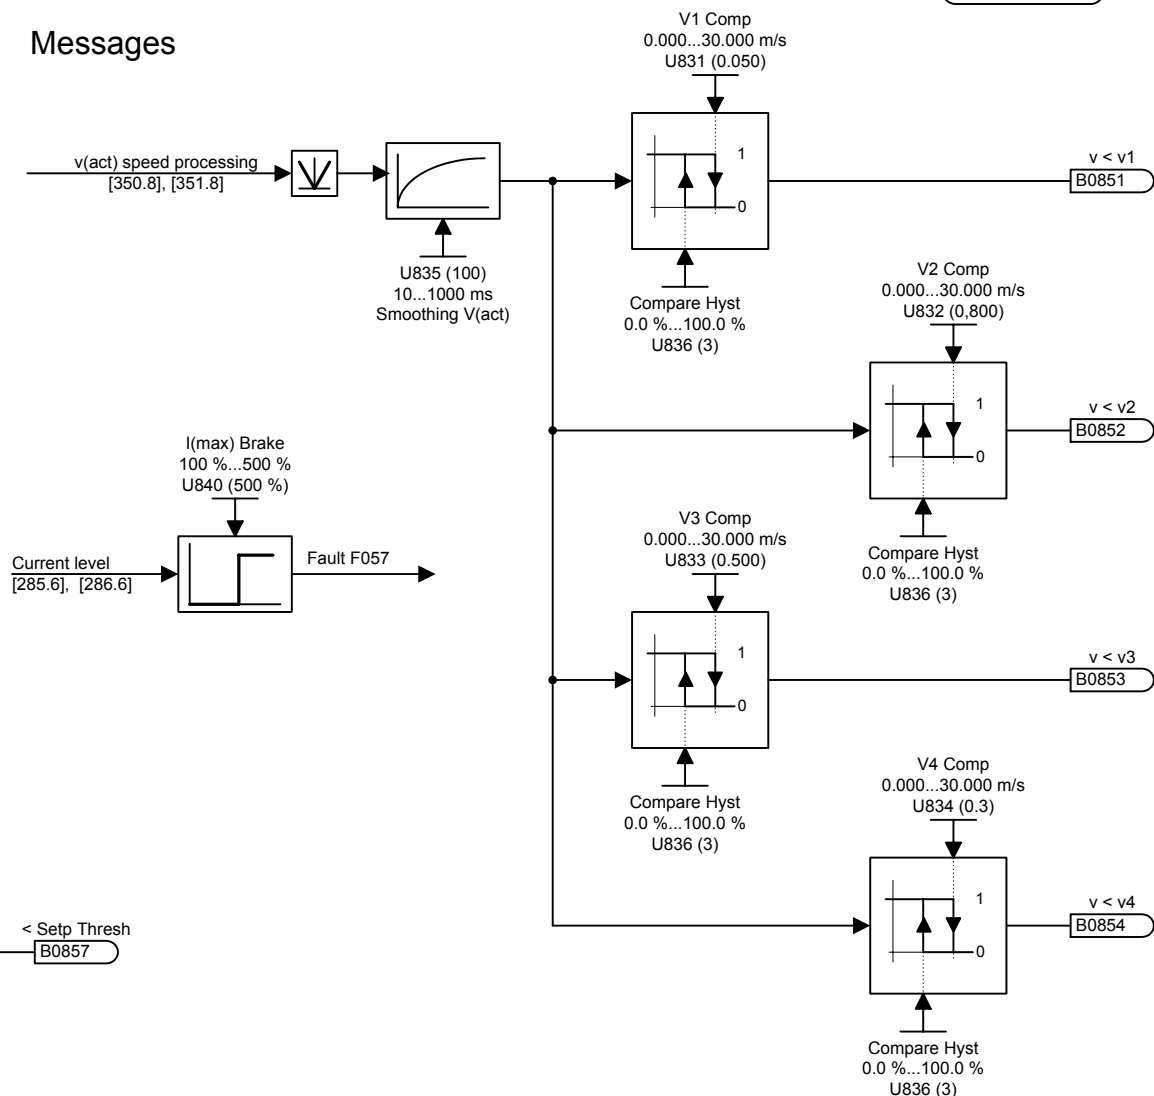 Messages
V1 Comp
0.000...30.000 m/s
U831 (0.050)
v(act) speed processing
[350.8], [351.8]
1
0
v < v1
B0851
U835 (100)
10...1000 ms
Smoothing V(act)
Compare Hyst
0.0 %...100.0 %
U836 (3)
V2 Comp
0.000...30.000 m/s
U832 (0,800)
1
0
v < v2
B0852
Compare Hyst
0.0 %...100.0 %
U836 (3)
I(max) Brake
100 %...500 %
U840 (500 %)
Current level
[285.6], [286.6]
Fault F057
V3 Comp
0.000...30.000 m/s
U833 (0.500)
1
0
v < v3
B0853
Compare Hyst
0.0 %...100.0 %
U836 (3)
V4 Comp
0.000...30.000 m/s
U834 (0.3)
1
0
v < v4
B0854
Compare Hyst
0.0 %...100.0 %
U836 (3)
< Setp Thresh
B0857